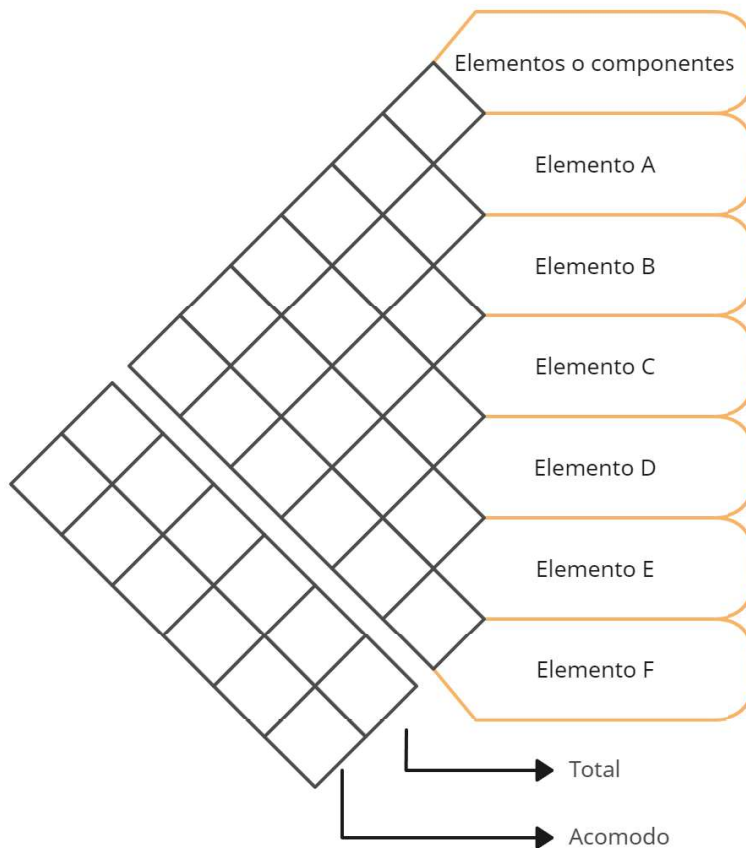 Elementos o componentes
Elemento A
Elemento B
Elemento C
Elemento D
Elemento E
Elemento F
Total
Acomodo